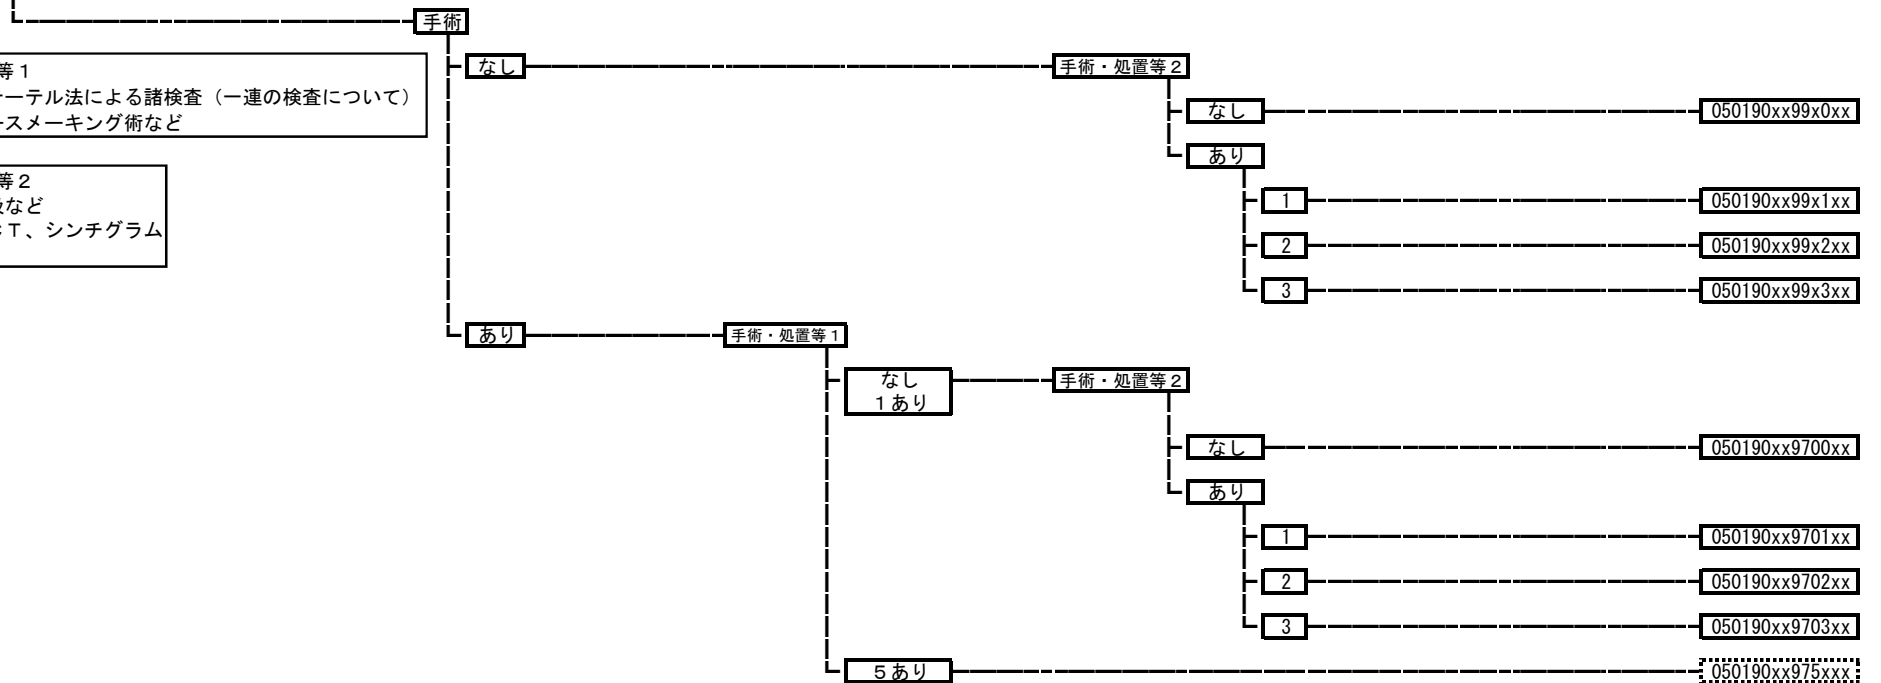 手術
等１
テーテル法による諸検査（一連の検査について）
ースメーキング術など
等２
など
ＣＴ、シンチグラム
なし
手術・処置等２
なし
050190xx99x0xx
あり
1
050190xx99x1xx
2
050190xx99x2xx
3
050190xx99x3xx
あり
手術・処置等１
なし
１あり
手術・処置等２
なし
050190xx9700xx
あり
1
050190xx9701xx
2
050190xx9702xx
3
050190xx9703xx
５あり
050190xx975xxx